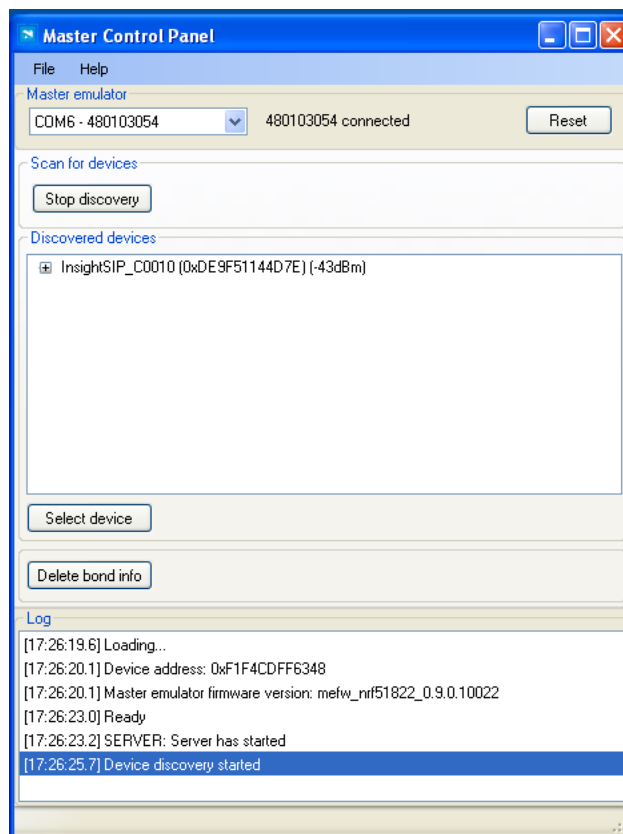 Master Control Panel
File Help
Master emulator
COM6 - 480103054 480103054 connected Reset
Scan for devices
Stop discovery
Discovered devices
InsightSIP_C0010 (0xDE9F51144D7E) (-43dBm)
Select device
Delete bond info
Log
[17:26:19.6] Loading...
[17:26:20.1] Device address: 0xF1F4CDFF6348
[17:26:20.1] Master emulator firmware version: mefw_nrf51822_0.9.0.10022
[17:26:23.0] Ready
[17:26:23.2] SERVER: Server has started
[17:26:25.7] Device discovery started